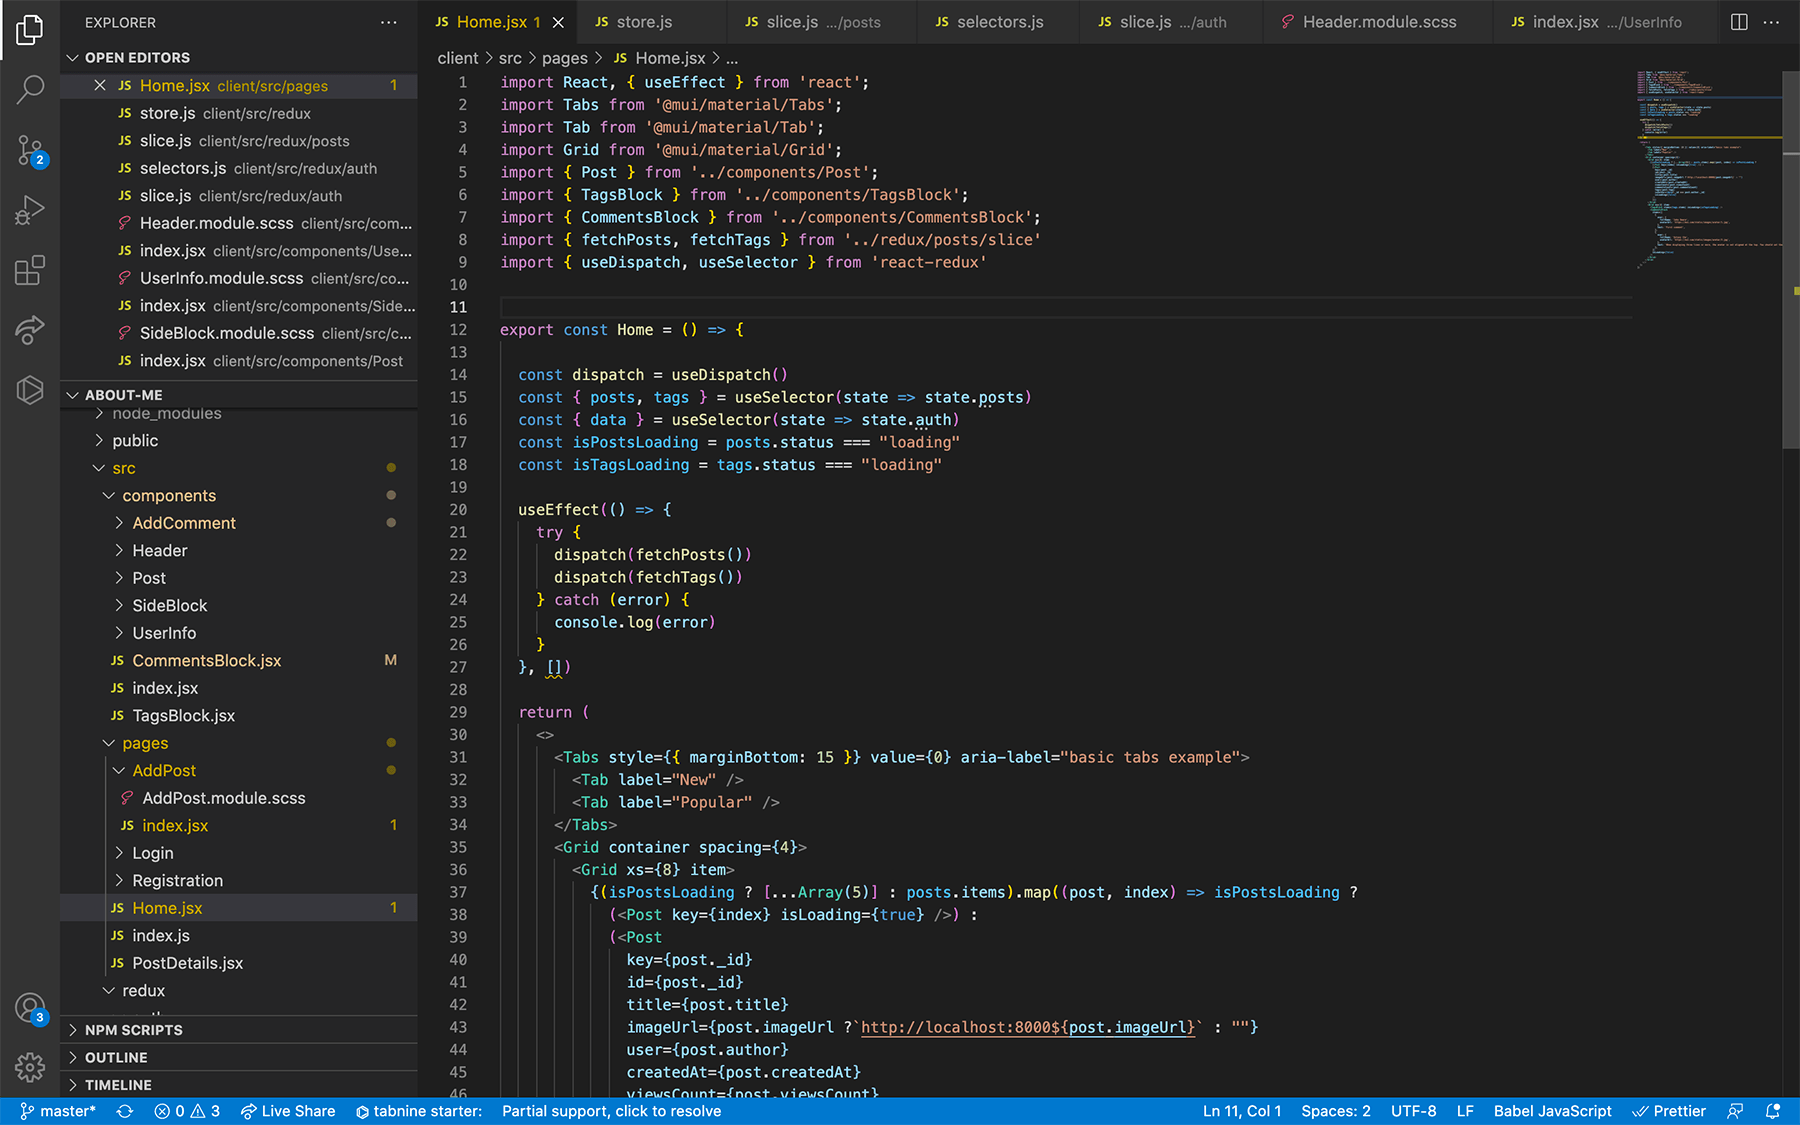 EXPLORER
OPEN EDITORS
JS Home.jsx client/src/pages 1
JS store.js client/src/redux
JS slice.js client/src/redux/posts
JS selectors.js client/src/redux/auth
JS slice.js client/src/redux/auth
Header.module.scss client/src/com...
JS index.jsx client/src/components/Use...
UserInfo.module.scss client/src/co...
JS index.jsx client/src/components/Side...
SideBlock.module.scss client/src/c...
JS index.jsx client/src/components/Post
ABOUT-ME
node_modules
public
src
components
AddComment
Header
Post
SideBlock
UserInfo
JS CommentsBlock.jsx M
JS index.jsx
JS TagsBlock.jsx
pages
AddPost
AddPost.module.scss
JS index.jsx 1
Login
Registration
JS Home.jsx 1
JS index.js
JS PostDetails.jsx
redux
NPM SCRIPTS
OUTLINE
TIMELINE
2
3
JS Home.jsx 1
JS store.js
JS slice.js .../posts
JS selectors.js
JS slice.js .../auth
Header.module.scss
JS index.jsx .../UserInfo
client > src > pages > JS Home.jsx > ...
1 import React, { useEffect } from 'react';
2 import Tabs from '@mui/material/Tabs';
3 import Tab from '@mui/material/Tab';
4 import Grid from '@mui/material/Grid';
5 import { Post } from '../components/Post';
6 import { TagsBlock } from '../components/TagsBlock';
7 import { CommentsBlock } from '../components/CommentsBlock';
8 import { fetchPosts, fetchTags } from '../redux/posts/slice'
9 import { useDispatch, useSelector } from 'react-redux'
10
11
12 export const Home = () => {
13
14 const dispatch = useDispatch()
15 const { posts, tags } = useSelector(state => state.posts)
16 const { data } = useSelector(state => state.auth)
17 const isPostsLoading = posts.status === "loading"
18 const isTagsLoading = tags.status === "loading"
19
20 useEffect(() => {
21 try {
22 dispatch(fetchPosts())
23 dispatch(fetchTags())
24 } catch (error) {
25 console.log(error)
26 }
27 }, [])
28
29 return (
30 <>
31 <Tabs style={{ marginBottom: 15 }} value={0} aria-label="basic tabs example">
32 <Tab label="New" />
33 <Tab label="Popular" />
34 </Tabs>
35 <Grid container spacing={4}>
36 <Grid xs={8} item>
37 {(isPostsLoading ? [...Array(5)] : posts.items).map((post, index) => isPostsLoading ?
38 (<Post key={index} isLoading={true} />) :
39 (<Post
40 key={post._id}
41 id={post._id}
42 title={post.title}
43 imageUrl={post.imageUrl ?`http://localhost:8000${post.imageUrl}` : ""}
44 user={post.author}
45 createdAt={post.createdAt}
46 viewsCount={post.viewsCount}
master* 0 3 Live Share tabnine starter: Partial support, click to resolve
Ln 11, Col 1 Spaces: 2 UTF-8 LF Babel JavaScript Prettier